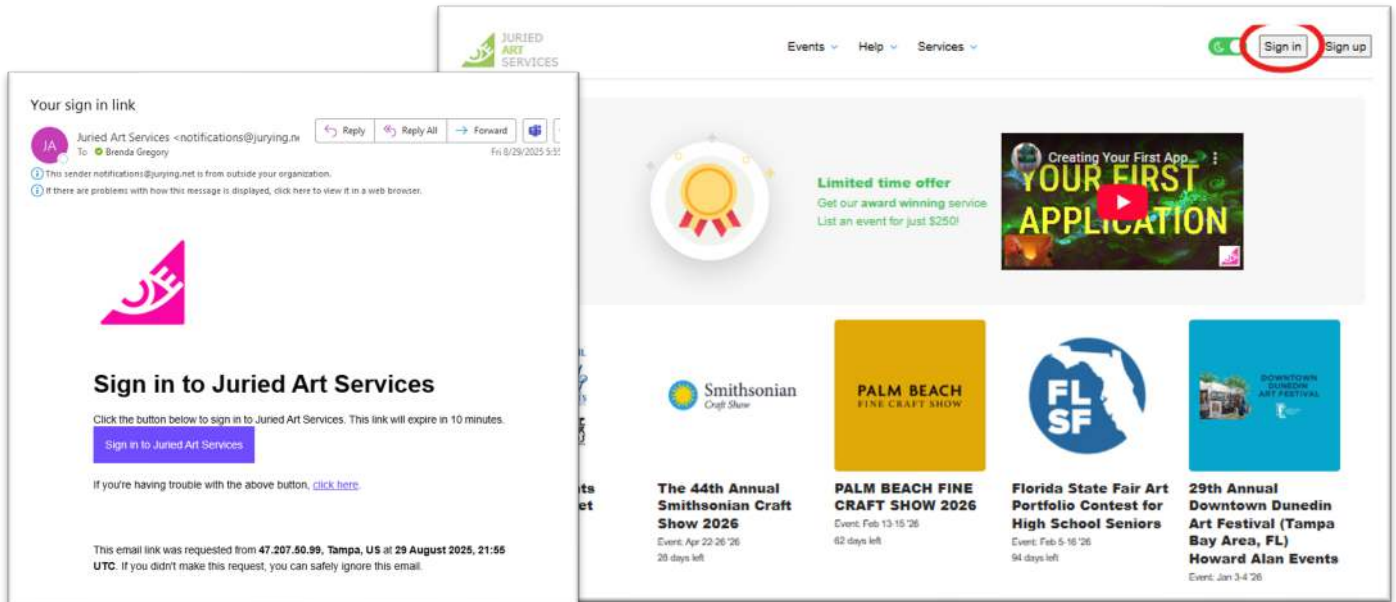 JURIED
ART
SERVICES
Events
Help
Services
Sign in
Sign up
Your sign in link
JA
Juried Art Services <notifications@jurying.ne
To Brenda Gregory
Reply
Reply All
Forward
Fri 8/29/2025 5:55
This sender notifications@jurying.net is from outside your organization.
If there are problems with how this message is displayed, click here to view it in a web browser.
Sign in to Juried Art Services
Click the button below to sign in to Juried Art Services. This link will expire in 10 minutes.
Sign in to Juried Art Services
If you're having trouble with the above button, click here.
This email link was requested from 47.207.50.99, Tampa, US at 29 August 2025, 21:55
UTC. If you didn't make this request, you can safely ignore this email.
Limited time offer
Get our award winning service
List an event for just $250!
Creating Your First App...
YOUR FIRST
APPLICATION
Smithsonian
Craft Show
PALM BEACH
FINE CRAFT SHOW
FL
SF
DOWNTOWN
DUNEDIN
ART FESTIVAL
ts
et
The 44th Annual
Smithsonian Craft
Show 2026
Event: Apr 22-26 '26
28 days left
PALM BEACH FINE
CRAFT SHOW 2026
Event: Feb 13-15 '26
62 days left
Florida State Fair Art
Portfolio Contest for
High School Seniors
Event: Feb 5-16 '26
94 days left
29th Annual
Downtown Dunedin
Art Festival (Tampa
Bay Area, FL)
Howard Alan Events
Event: Jan 3-4 '26